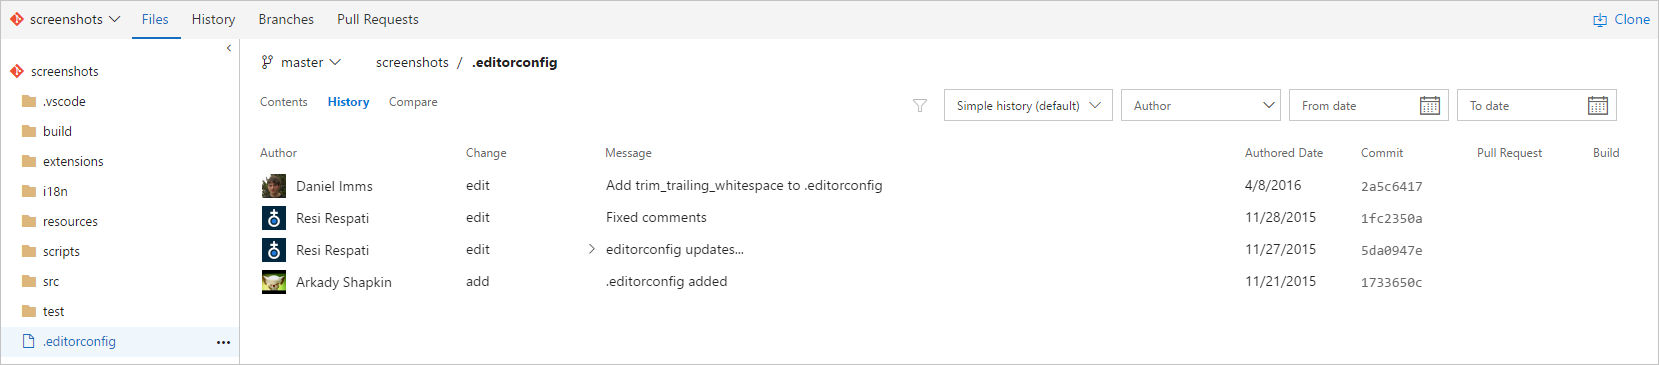 screenshots Files History Branches Pull Requests Clone
screenshots
.vscode
build
extensions
i18n
resources
scripts
src
test
.editorconfig ...
master screenshots / .editorconfig
Contents History Compare Simple history (default) Author From date To date
Author Change Message Authored Date Commit Pull Request Build
Daniel Imms edit Add trim_trailing_whitespace to .editorconfig 4/8/2016 2a5c6417
Resi Respati edit Fixed comments 11/28/2015 1fc2350a
Resi Respati edit editorconfig updates... 11/27/2015 5da0947e
Arkady Shapkin add .editorconfig added 11/21/2015 1733650c